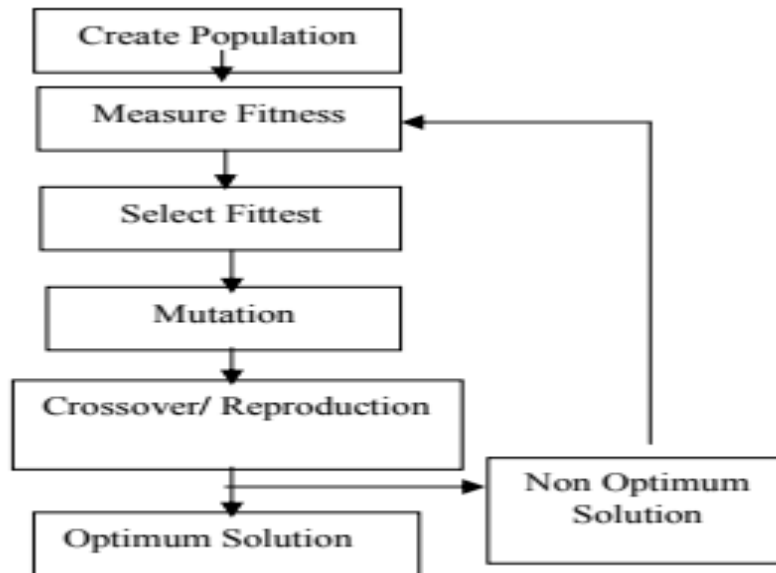 Create Population
Measure Fitness
Select Fittest
Mutation
Crossover/ Reproduction
Non Optimum
Solution
Optimum Solution